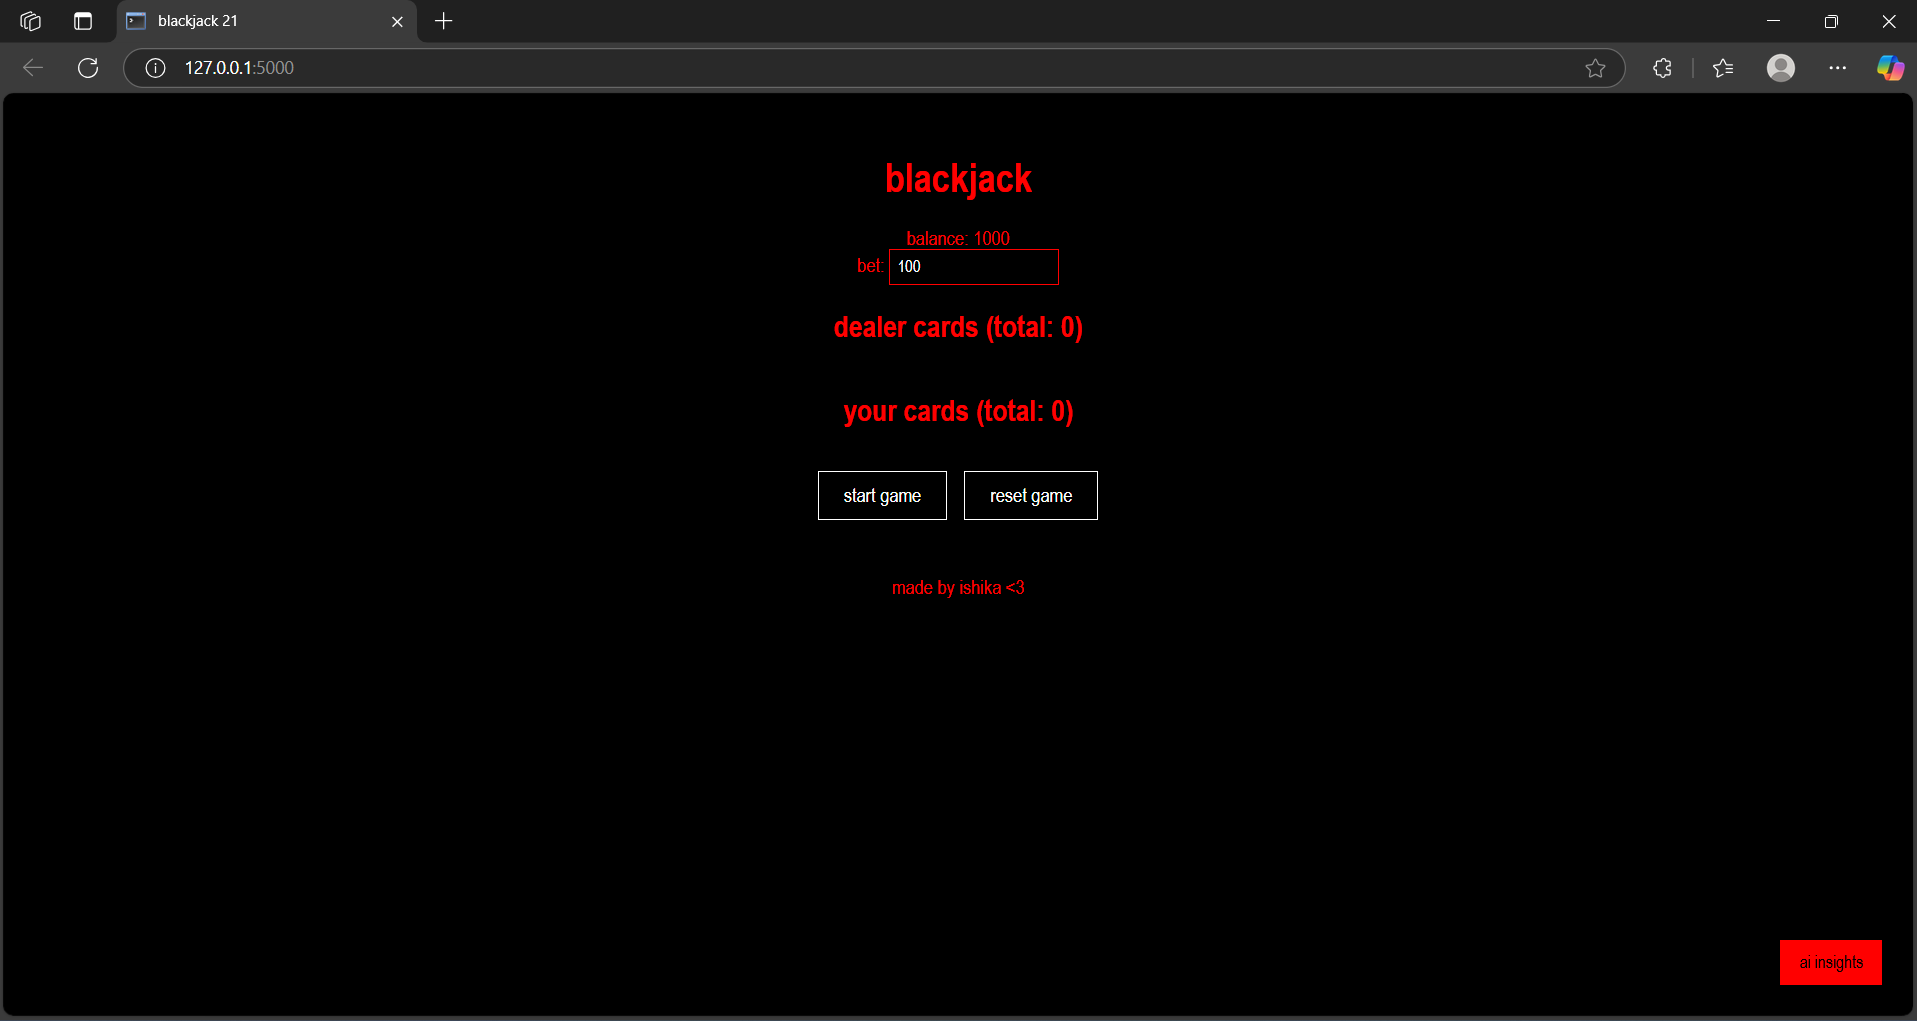 blackjack 21
127.0.0.1:5000
blackjack
balance: 1000
bet: 100
dealer cards (total: 0)
your cards (total: 0)
start game reset game
made by ishika <3
ai insights